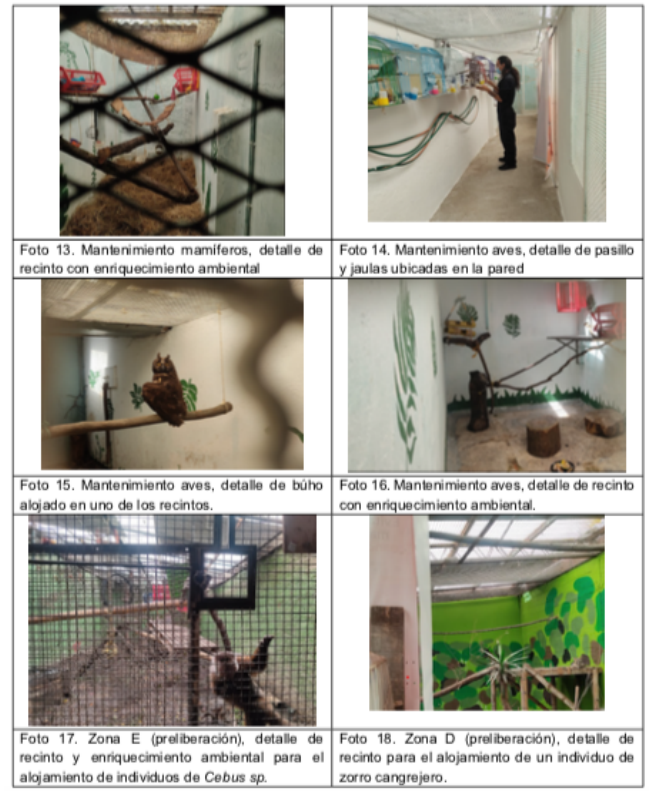 Foto 13. Mantenimiento mamíferos, detalle de
recinto con enriquecimiento ambiental
Foto 14. Mantenimiento aves, detalle de pasillo
y jaulas ubicadas en la pared
Foto 15. Mantenimiento aves, detalle de búho
alojado en uno de los recintos.
Foto 16. Mantenimiento aves, detalle de recinto
con enriquecimiento ambiental.
Foto 17. Zona E (preliberación), detalle de
recinto y enriquecimiento ambiental para el
alojamiento de individuos de Cebus sp.
Foto 18. Zona D (preliberación), detalle de
recinto para el alojamiento de un individuo de
zorro cangrejero.